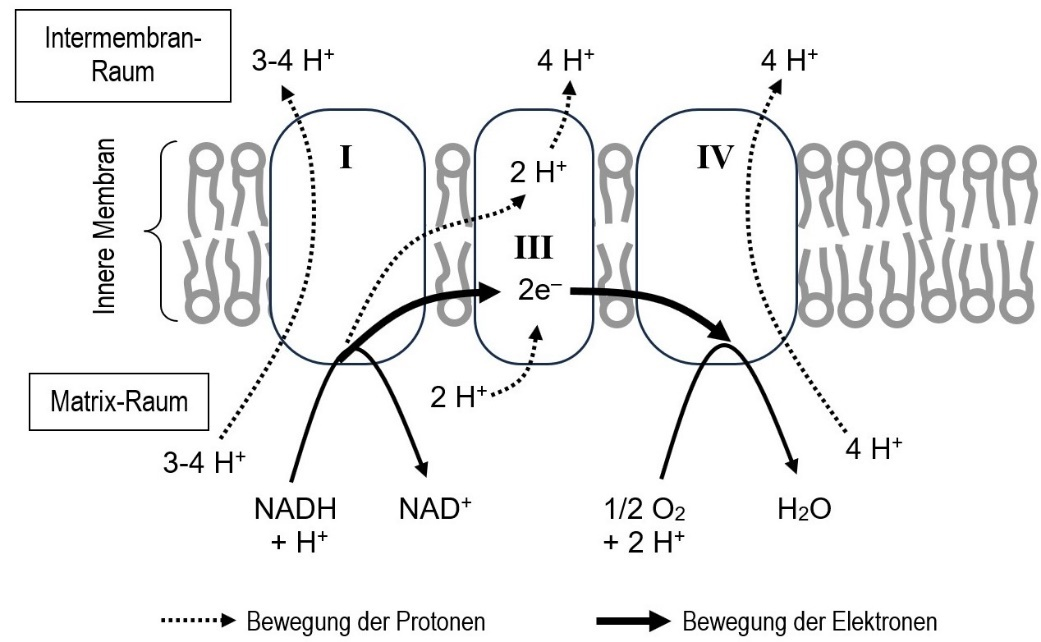 Intermembran-
Raum
3-4 H⁺
4 H⁺
4 H⁺
Innere Membran
I
2 H⁺
III
2e⁻
IV
Matrix-Raum
2 H⁺
3-4 H⁺
4 H⁺
NADH
+ H⁺
NAD⁺
1/2 O₂
+ 2 H⁺
H₂O
Bewegung der Protonen
Bewegung der Elektronen